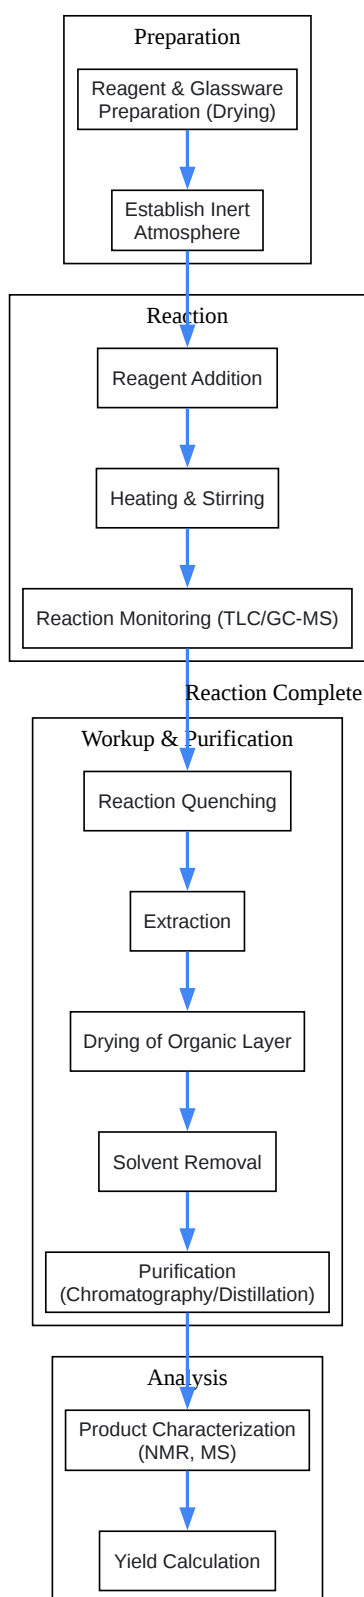 Preparation
Reagent & Glassware
Preparation (Drying)
Establish Inert
Atmosphere
Reaction
Reagent Addition
Heating & Stirring
Reaction Monitoring (TLC/GC-MS)
Reaction Complete
Workup & Purification
Reaction Quenching
Extraction
Drying of Organic Layer
Solvent Removal
Purification
(Chromatography/Distillation)
Analysis
Product Characterization
(NMR, MS)
Yield Calculation